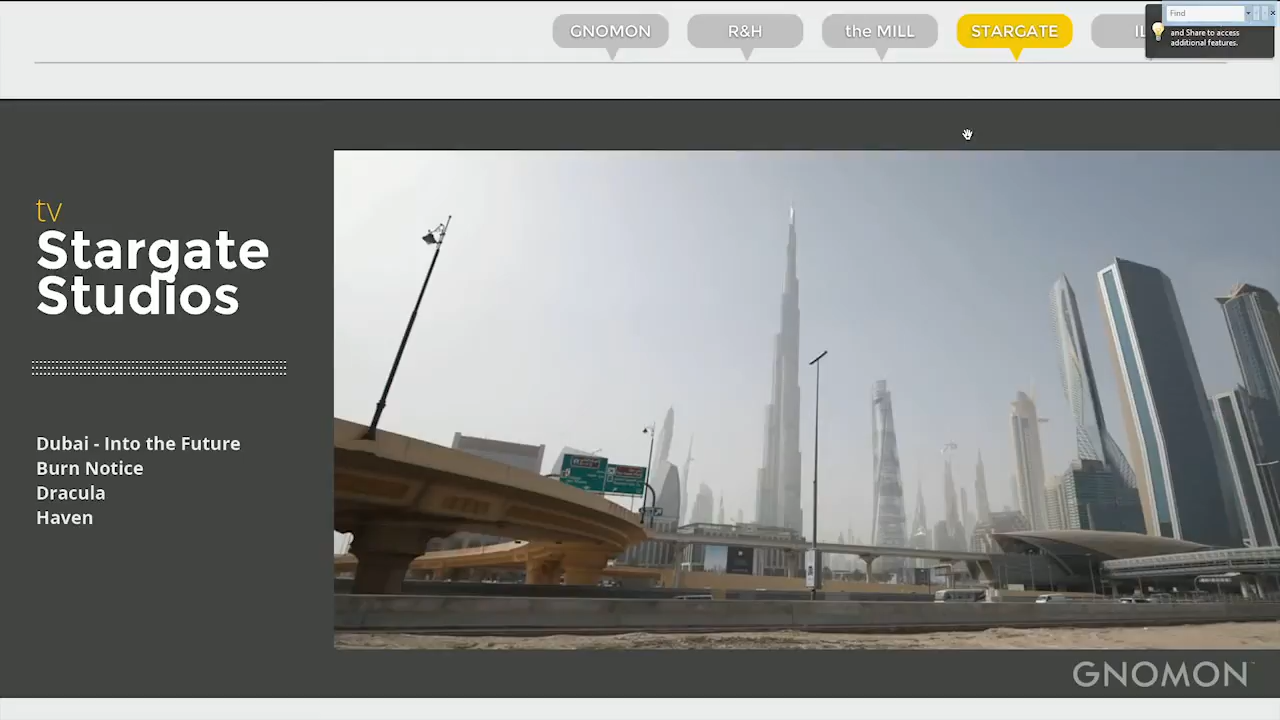 GNOMON
R&H
the MILL
STARGATE
Find
and Share to access
additional features.
tv
Stargate
Studios
Dubai - Into the Future
Burn Notice
Dracula
Haven
GNOMON